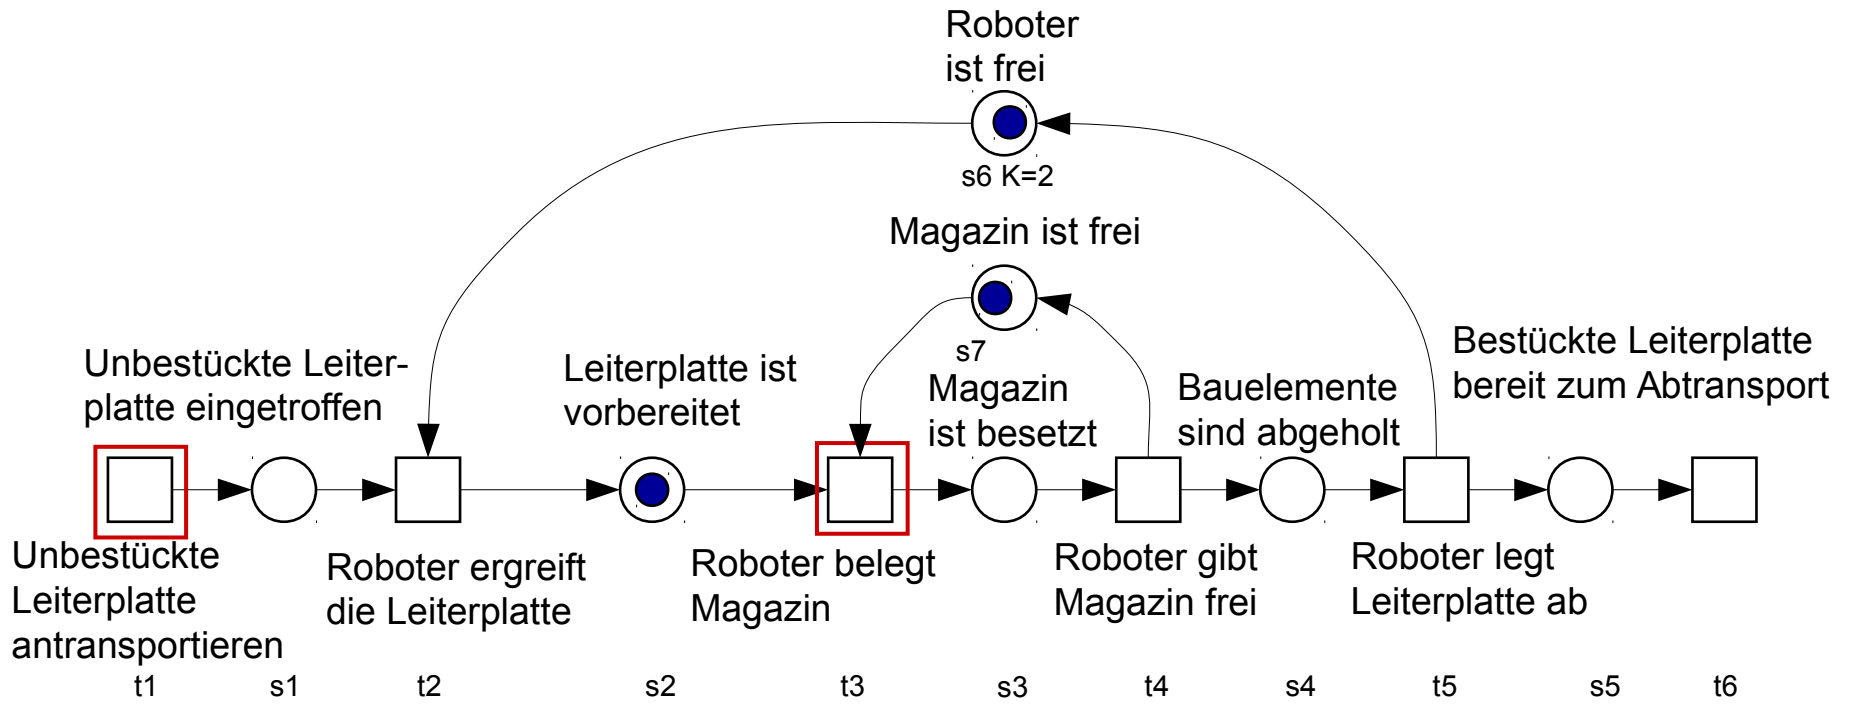 Roboter
ist frei
s6 K=2
Magazin ist frei
s7
Unbestückte Leiter-
platte eingetroffen
Leiterplatte ist
vorbereitet
Magazin
ist besetzt
Bauelemente
sind abgeholt
Bestückte Leiterplatte
bereit zum Abtransport
Unbestückte
Leiterplatte
antransportieren
Roboter ergreift
die Leiterplatte
Roboter belegt
Magazin
Roboter gibt
Magazin frei
Roboter legt
Leiterplatte ab
t1 s1 t2 s2 t3 s3 t4 s4 t5 s5 t6